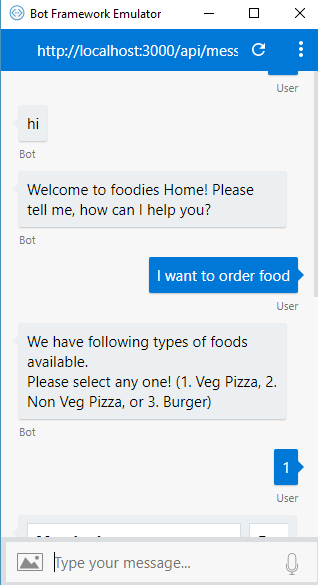 Bot Framework Emulator
http://localhost:3000/api/mess
User
hi
Bot
Welcome to foodies Home! Please
tell me, how can I help you?
Bot
I want to order food
User
We have following types of foods
available.
Please select any one! (1. Veg Pizza, 2.
Non Veg Pizza, or 3. Burger)
Bot
1
User
Type your message...